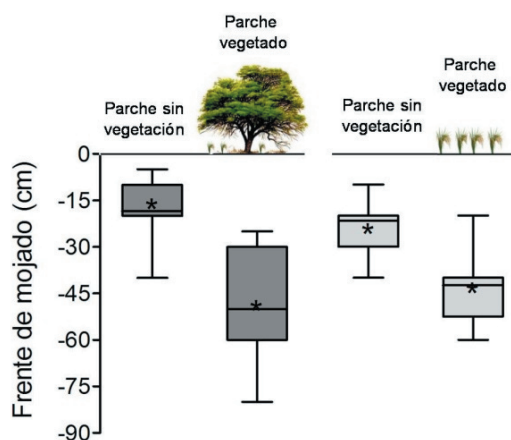 Parche
vegetado
Parche sin
vegetación
Parche sin
vegetación
Parche
vegetado
Frente de mojado (cm)
0
-15
-30
-45
-60
-75
-90
*
*
*
*